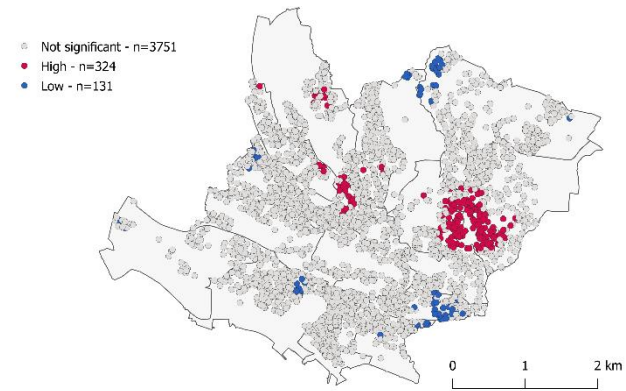 Not significant - n=3751
High - n=324
Low - n=131
0 1 2 km